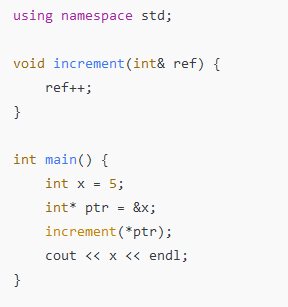 using namespace std;
void increment(int& ref) {
    ref++;
}
int main() {
    int x = 5;
    int* ptr = &x;
    increment(*ptr);
    cout << x << endl;
}